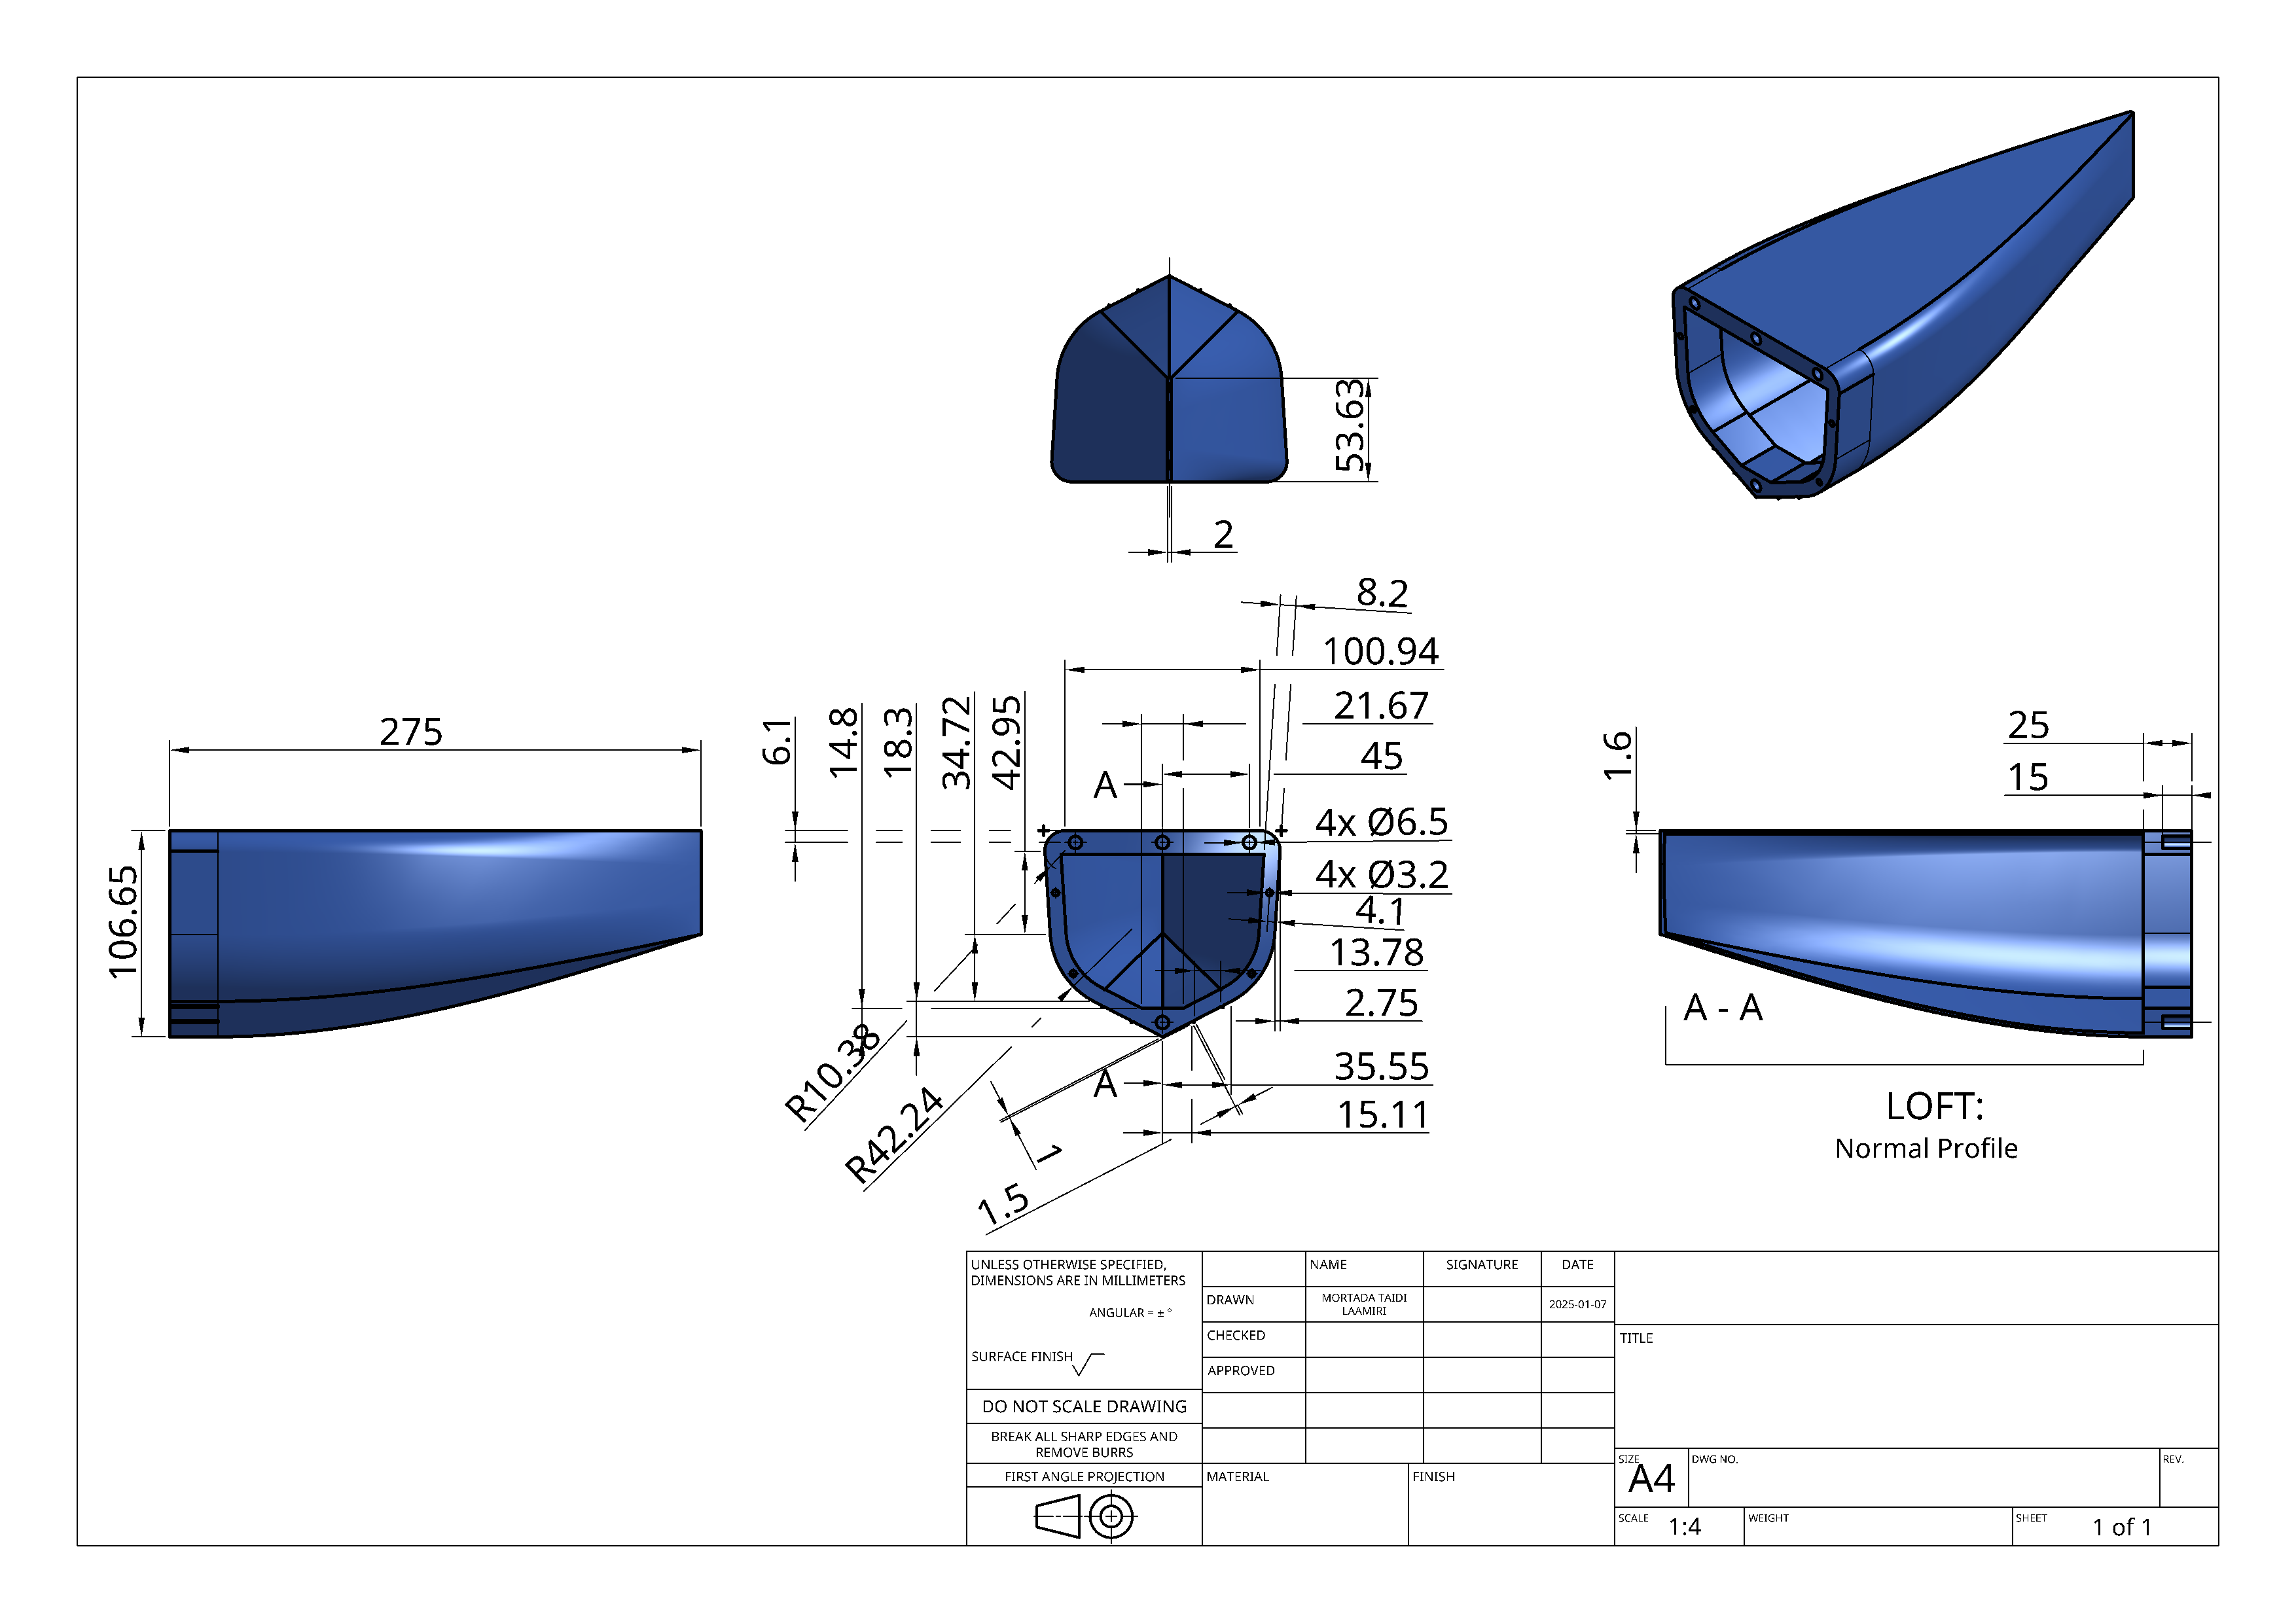 53.63
2
8.2
100.94
21.67
45
4x Ø6.5
4x Ø3.2
4.1
13.78
2.75
35.55
15.11
275
106.65
6.1
14.8
18.3
34.72
42.95
A
A
R10.38
R42.24
1
1.5
1.6
25
15
A - A
LOFT:
Normal Profile
UNLESS OTHERWISE SPECIFIED,
DIMENSIONS ARE IN MILLIMETERS
ANGULAR = ± °
SURFACE FINISH
DO NOT SCALE DRAWING
BREAK ALL SHARP EDGES AND
REMOVE BURRS
FIRST ANGLE PROJECTION
NAME
SIGNATURE
DATE
DRAWN
MORTADA TAIDI
LAAMIRI
2025-01-07
CHECKED
APPROVED
MATERIAL
FINISH
TITLE
SIZE
A4
DWG NO.
REV.
SCALE
1:4
WEIGHT
SHEET
1 of 1